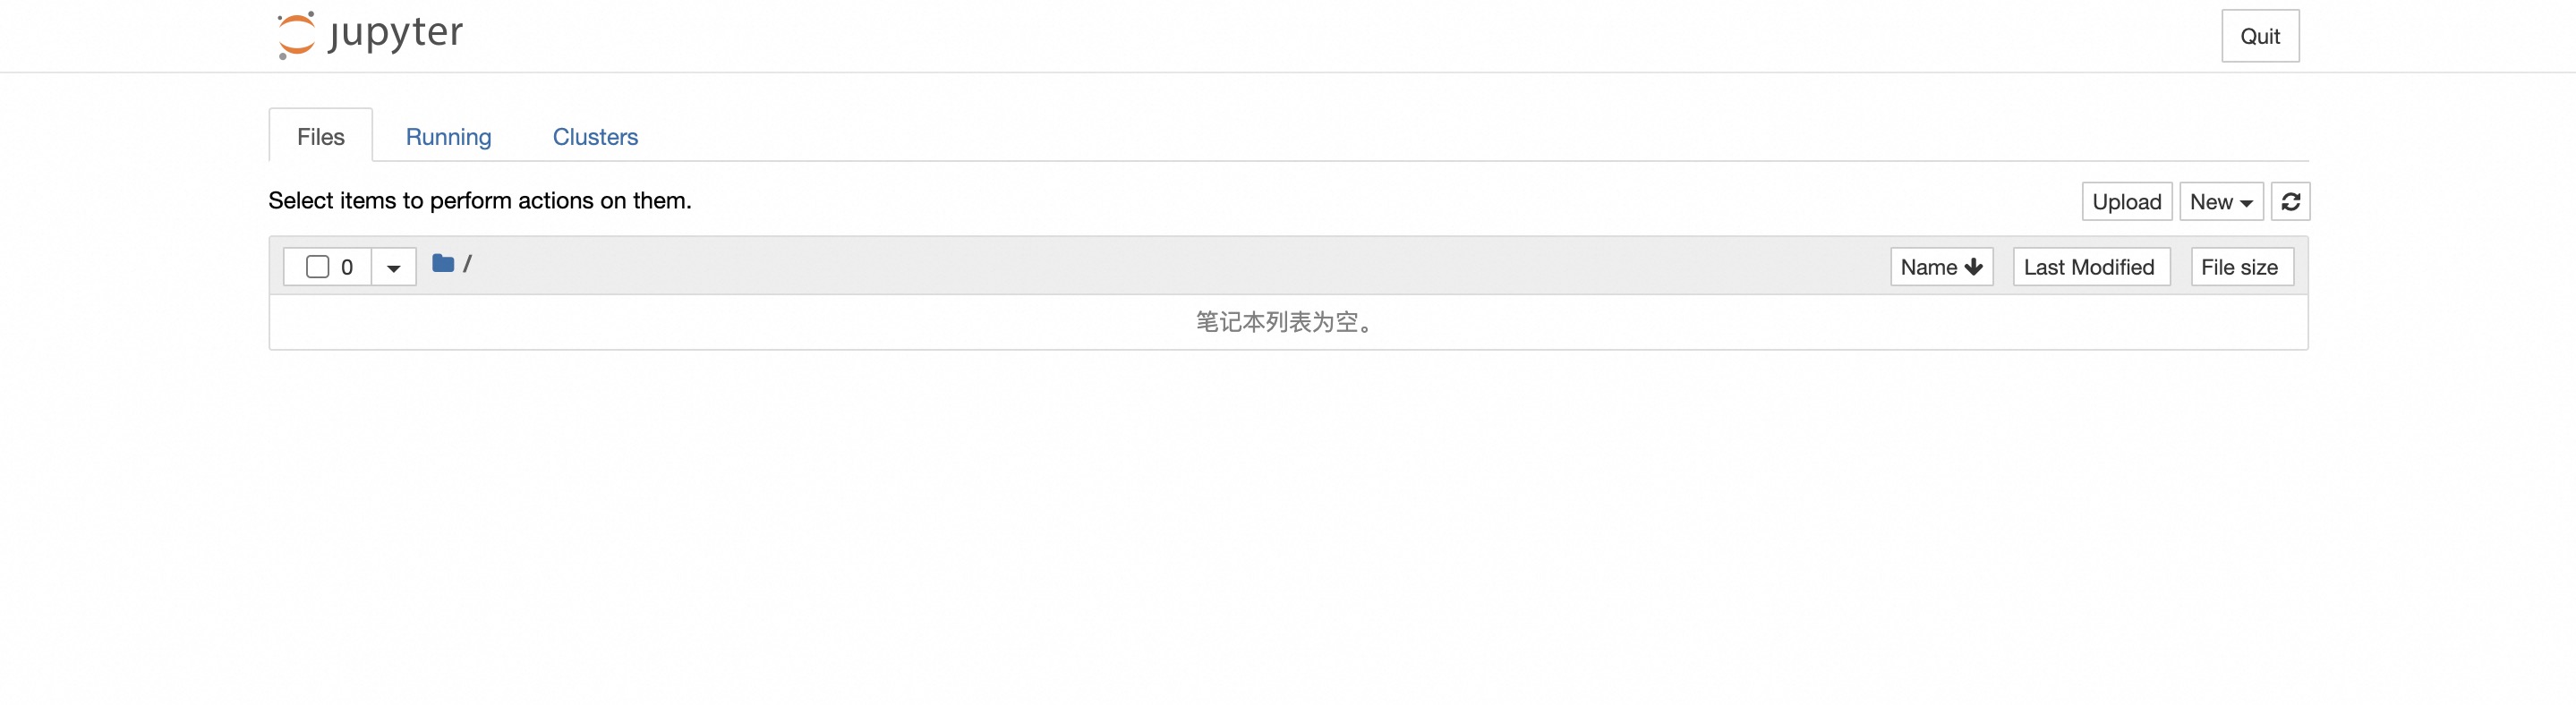 jupyter Quit
Files Running Clusters
Select items to perform actions on them. Upload New
0 / Name Last Modified File size
笔记本列表为空。